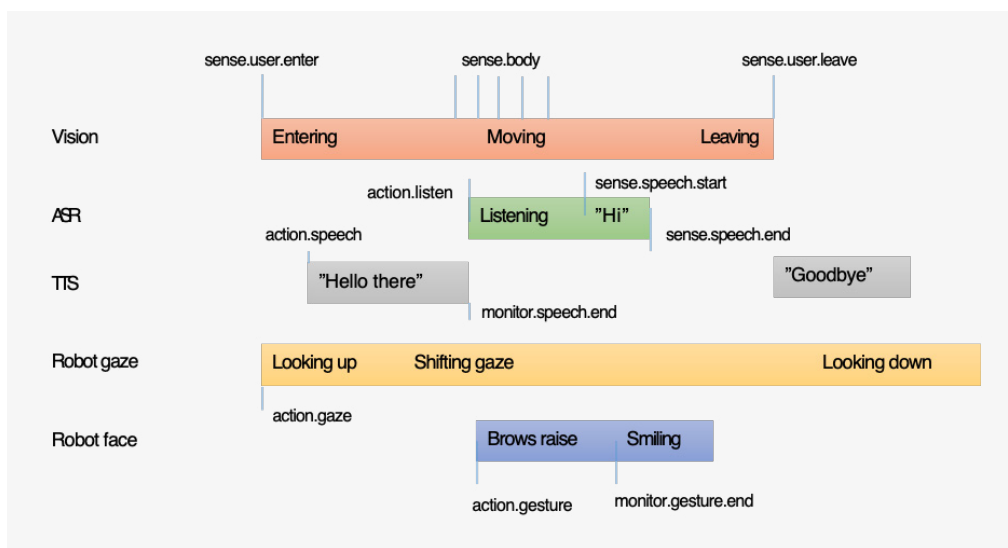 sense.user.enter
sense.body
sense.user.leave
Vision
Entering
Moving
Leaving
action.listen
sense.speech.start
ASR
Listening
”Hi”
action.speech
sense.speech.end
TTS
”Hello there”
”Goodbye”
monitor.speech.end
Robot gaze
Looking up
Shifting gaze
Looking down
action.gaze
Robot face
Brows raise
Smiling
action.gesture
monitor.gesture.end